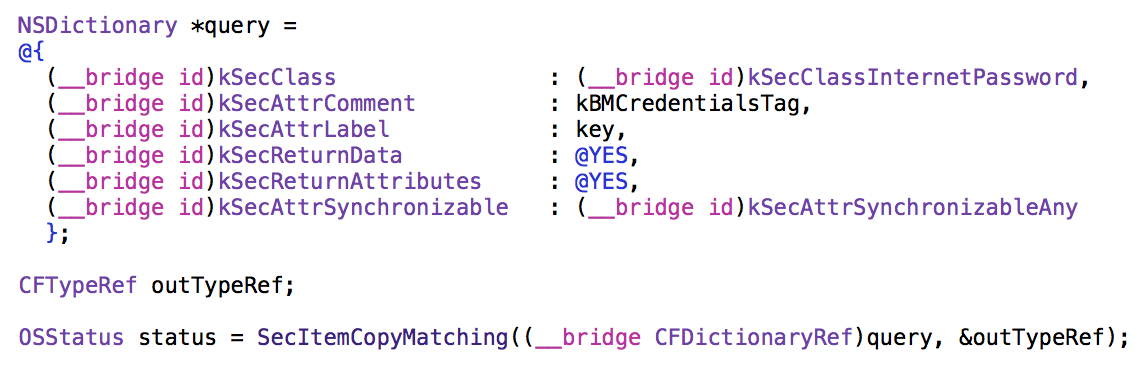 NSDictionary *query =
@{
(__bridge id)kSecClass : (__bridge id)kSecClassInternetPassword,
(__bridge id)kSecAttrComment : kBMCredentialsTag,
(__bridge id)kSecAttrLabel : key,
(__bridge id)kSecReturnData : @YES,
(__bridge id)kSecReturnAttributes : @YES,
(__bridge id)kSecAttrSynchronizable : (__bridge id)kSecAttrSynchronizableAny
};
CFTypeRef outTypeRef;
OSStatus status = SecItemCopyMatching((__bridge CFDictionaryRef)query, &outTypeRef);